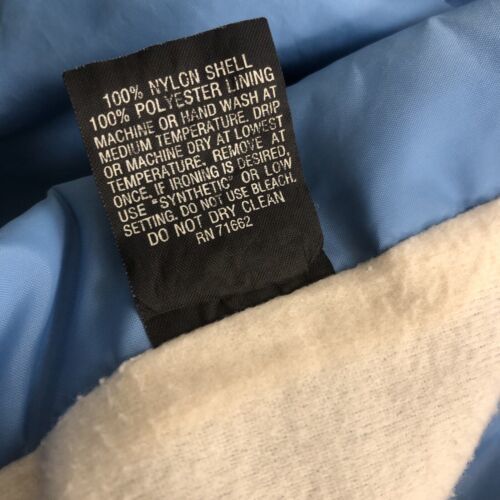 100% NYLON SHELL
100% POLYESTER LINING
MACHINE OR HAND WASH AT
MEDIUM TEMPERATURE. DRIP
OR MACHINE DRY AT LOWEST
TEMPERATURE. REMOVE AT
ONCE. IF IRONING IS DESIRED,
USE "SYNTHETIC" OR LOW
SETTING. DO NOT USE BLEACH.
DO NOT DRY CLEAN
RN 71662